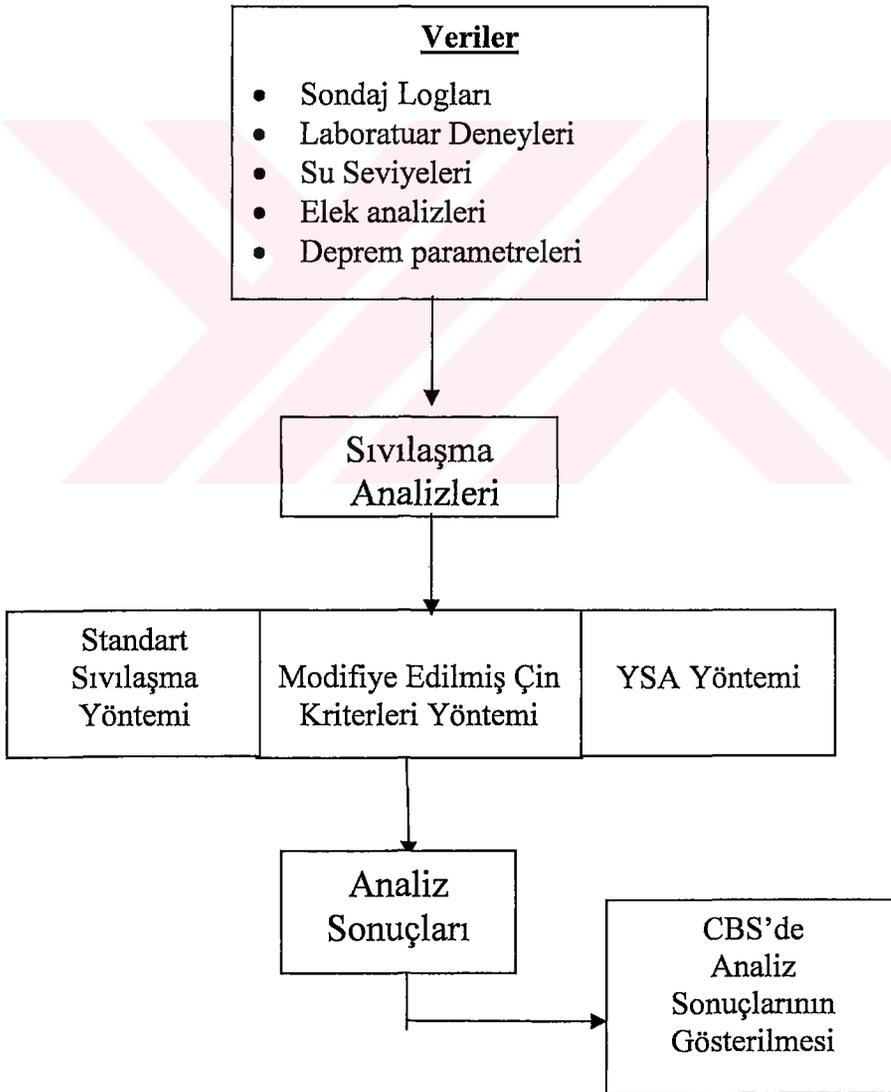 Veriler
• Sondaj Logları
• Laboratuar Deneyleri
• Su Seviyeleri
• Elek analizleri
• Deprem parametreleri
Sıvılaşma
Analizleri
Standart
Sıvılaşma
Yöntemi
Modifiye Edilmiş Çin
Kriterleri Yöntemi
YSA Yöntemi
Analiz
Sonuçları
CBS’de
Analiz
Sonuçlarının
Gösterilmesi